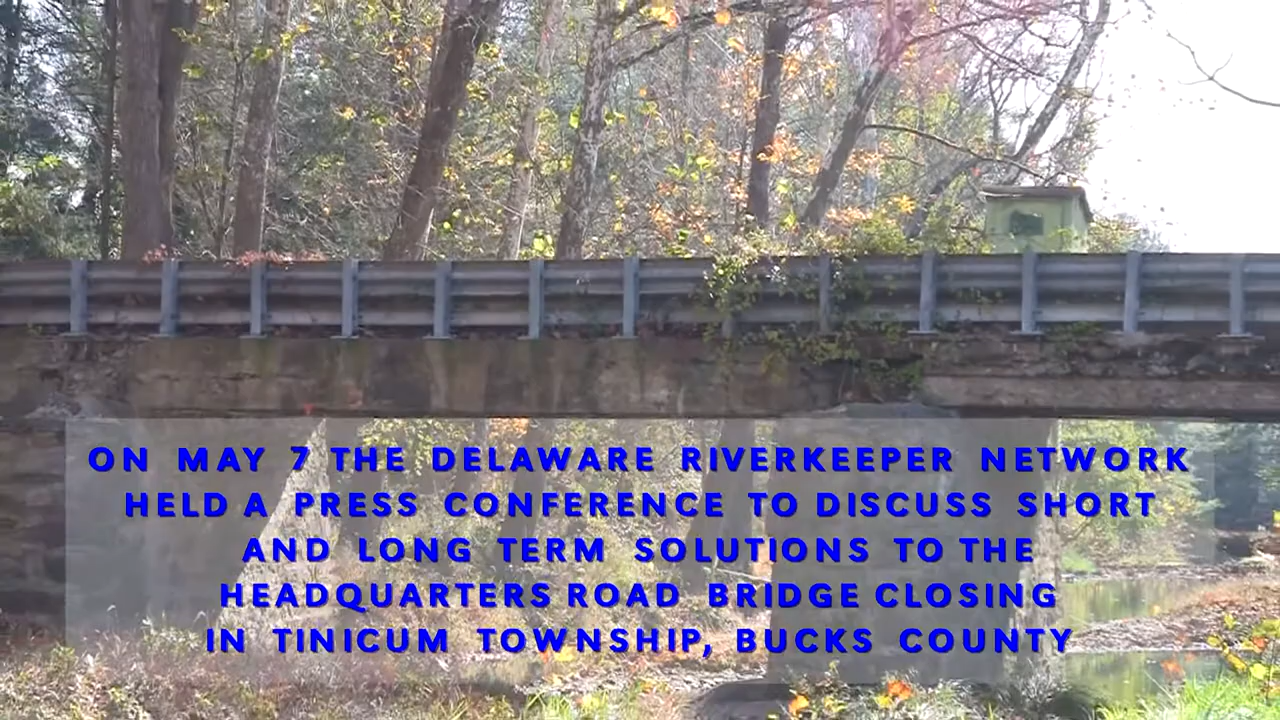 ON MAY 7 THE DELAWARE RIVERKEEPER NETWORK
HELD A PRESS CONFERENCE TO DISCUSS SHORT
AND LONG TERM SOLUTIONS TO THE
HEADQUARTERS ROAD BRIDGE CLOSING
IN TINICUM TOWNSHIP, BUCKS COUNTY